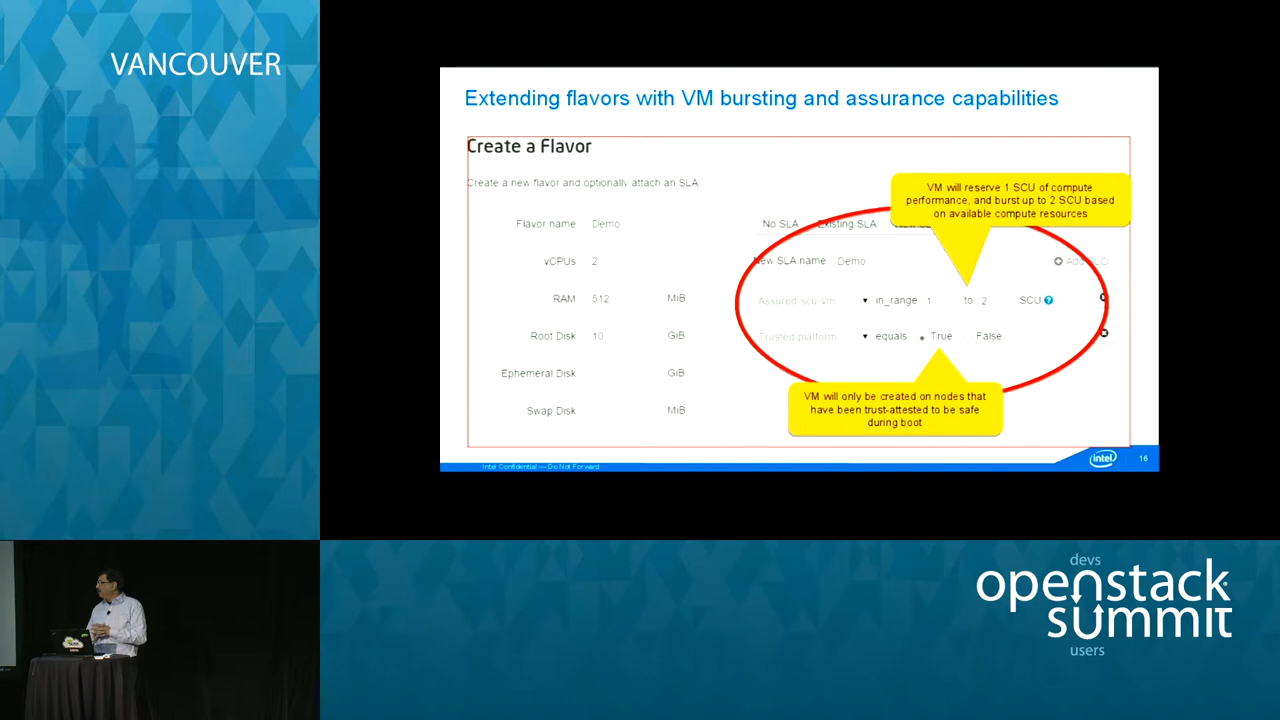 VANCOUVER
Extending flavors with VM bursting and assurance capabilities
Create a Flavor
Create a new flavor and optionally attach an SLA
VM will reserve 1 SCU of compute
performance, and burst up to 2 SCU based
on available compute resources
Flavor name Demo
No SLA Existing SLA
vCPUs 2
New SLA name Demo
Add SLO
RAM 512 MiB
Assured-scu-vm in_range 1 to 2 SCU ?
Root Disk 10 GiB
Trusted platform equals True False
Ephemeral Disk GiB
Swap Disk MiB
VM will only be created on nodes that
have been trust-attested to be safe
during boot
Intel Confidential — Do Not Forward
intel
16
devs
openstack
summit
users